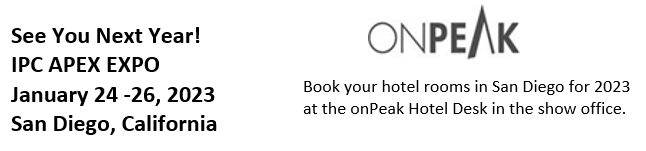 See You Next Year!
IPC APEX EXPO
January 24 -26, 2023
San Diego, California
ONPEAK
Book your hotel rooms in San Diego for 2023
at the onPeak Hotel Desk in the show office.